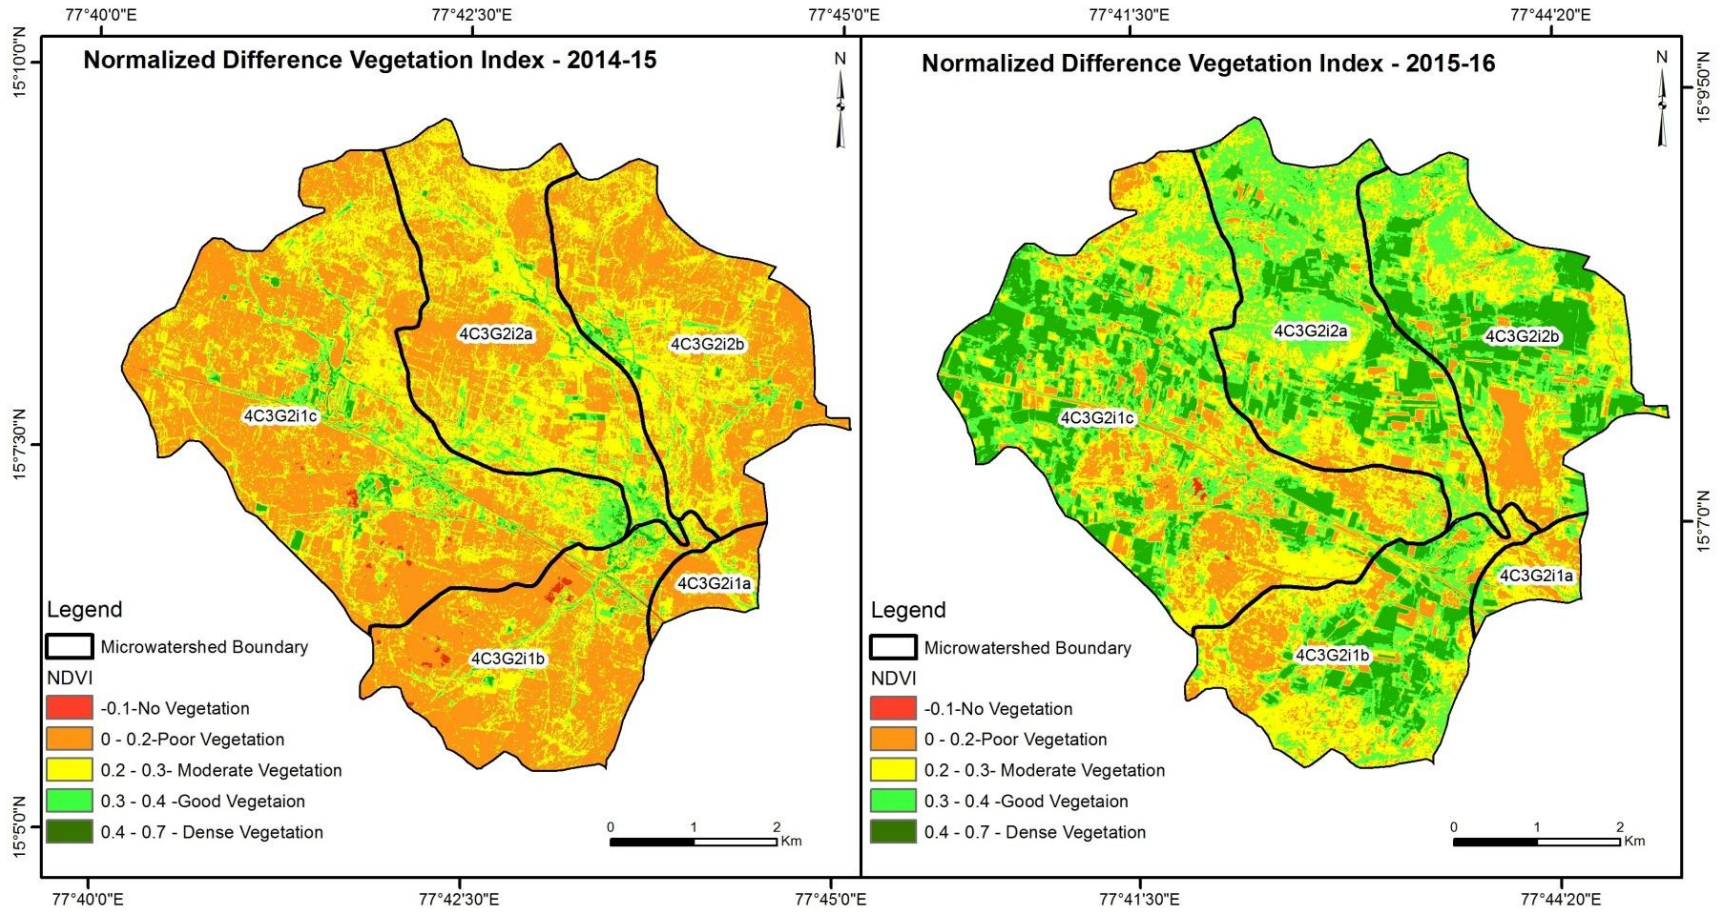 77°40'0"E 77°42'30"E 77°45'0"E 77°41'30"E 77°44'20"E
15°10'0"N
15°7'30"N
15°5'0"N
Normalized Difference Vegetation Index - 2014-15
N
4C3G2i2a
4C3G2i2b
4C3G2i1c
4C3G2i1a
4C3G2i1b
Legend
Microwatershed Boundary
NDVI
-0.1-No Vegetation
0 - 0.2-Poor Vegetation
0.2 - 0.3- Moderate Vegetation
0.3 - 0.4 -Good Vegetaion
0.4 - 0.7 - Dense Vegetation
0 1 2
Km
Normalized Difference Vegetation Index - 2015-16
N
4C3G2i2a
4C3G2i2b
4C3G2i1c
4C3G2i1a
4C3G2i1b
Legend
Microwatershed Boundary
NDVI
-0.1-No Vegetation
0 - 0.2-Poor Vegetation
0.2 - 0.3- Moderate Vegetation
0.3 - 0.4 -Good Vegetaion
0.4 - 0.7 - Dense Vegetation
0 1 2
Km
15°9'50"N
15°7'0"N
77°40'0"E 77°42'30"E 77°45'0"E 77°41'30"E 77°44'20"E